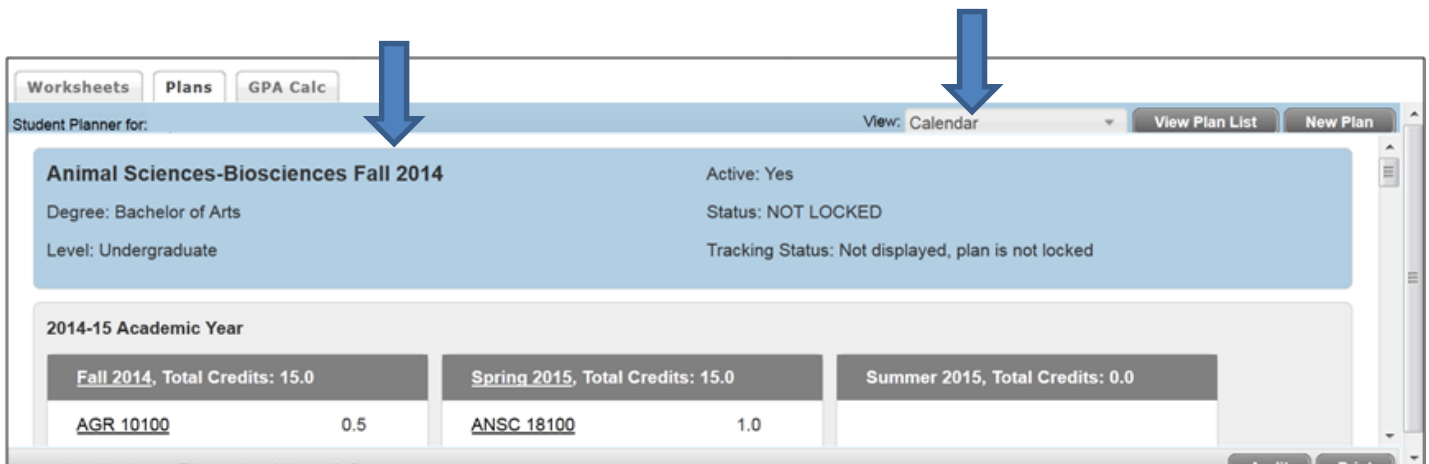 Worksheets Plans GPA Calc
Student Planner for: View: Calendar View Plan List New Plan
Animal Sciences-Biosciences Fall 2014 Active: Yes
Degree: Bachelor of Arts Status: NOT LOCKED
Level: Undergraduate Tracking Status: Not displayed, plan is not locked
2014-15 Academic Year
Fall 2014, Total Credits: 15.0 Spring 2015, Total Credits: 15.0 Summer 2015, Total Credits: 0.0
AGR 10100 0.5 ANSC 18100 1.0